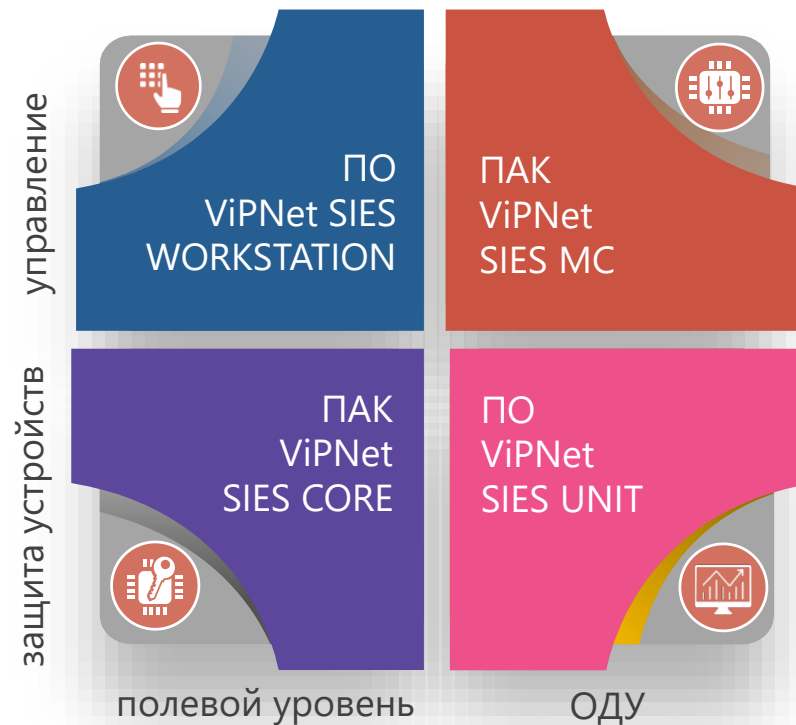 управление
ПО
ViPNet SIES
WORKSTATION
ПАК
ViPNet
SIES MC
защита устройств
ПАК
ViPNet
SIES CORE
ПО
ViPNet
SIES UNIT
полевой уровень
ОДУ